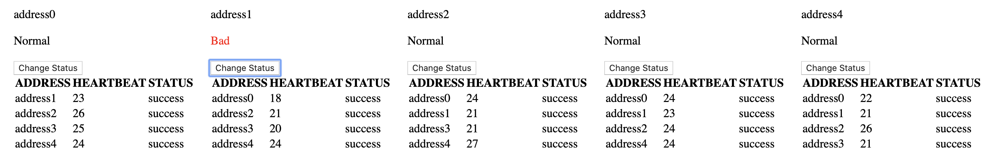 address0 address1 address2 address3 address4
Normal Bad Normal Normal Normal
Change Status Change Status Change Status Change Status Change Status
ADDRESS HEARTBEAT STATUS ADDRESS HEARTBEAT STATUS ADDRESS HEARTBEAT STATUS ADDRESS HEARTBEAT STATUS ADDRESS HEARTBEAT STATUS
address1 23 success address0 18 success address0 24 success address0 24 success address0 22 success
address2 26 success address2 21 success address1 21 success address1 23 success address1 21 success
address3 25 success address3 20 success address3 21 success address2 24 success address2 26 success
address4 24 success address4 24 success address4 27 success address4 24 success address3 21 success